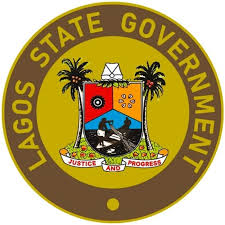 LAGOS STATE GOVERNMENT
JUSTICE AND PROGRESS